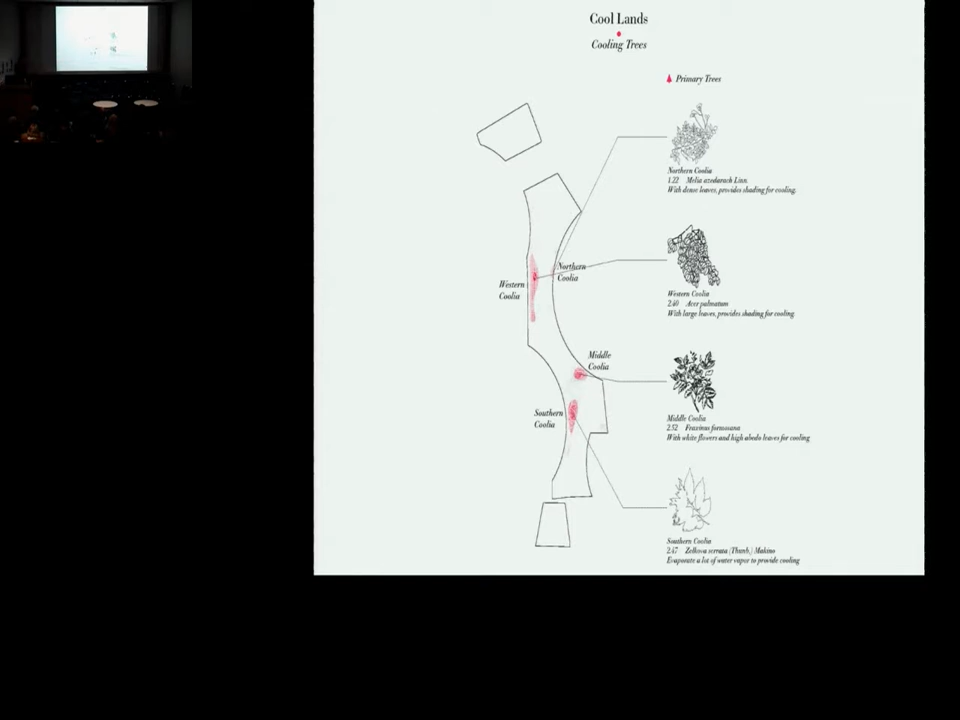 Cool Lands
Cooling Trees
Primary Trees
Northern Coolia
1.22 Melia azedarach Linn.
With dense leaves, provides shading for cooling.
Northern
Coolia
Western
Coolia
Western Coolia
2.40 Acer palmatum
With large leaves, provides shading for cooling
Middle
Coolia
Southern
Coolia
Middle Coolia
2.52 Fraxinus formosana
With white flowers and high abedo leaves for cooling
Southern Coolia
2.47 Zelkova serrata (Thunb.) Makino
Evaporate a lot of water vapor to provide cooling